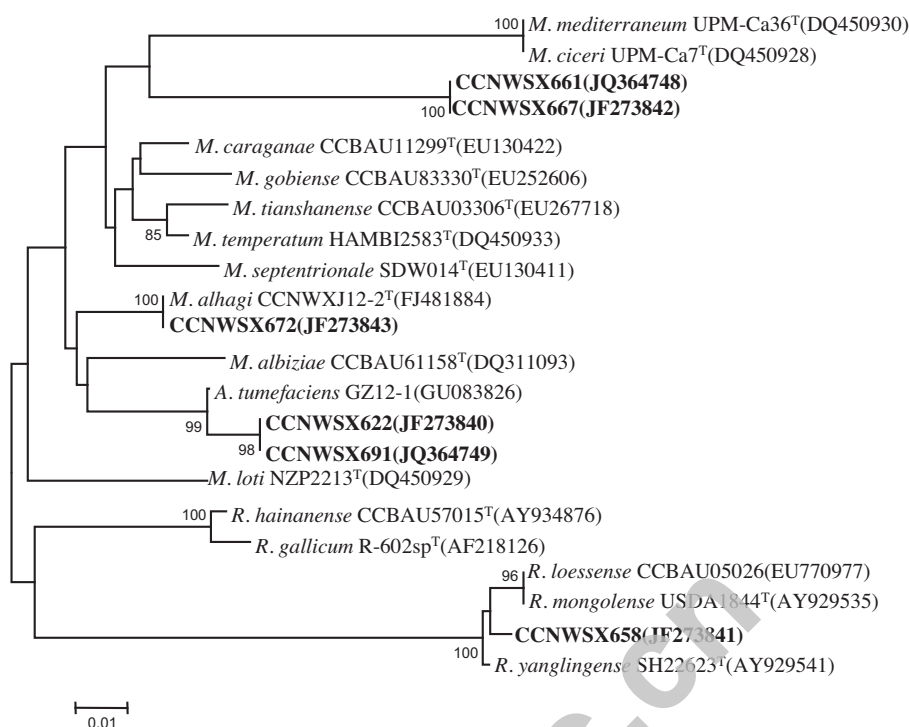 100 M. mediterraneum UPM-Ca36ᵀ(DQ450930)
M. ciceri UPM-Ca7ᵀ(DQ450928)
CCNWSX661(JQ364748)
100 CCNWSX667(JF273842)
M. caraganae CCBAU11299ᵀ(EU130422)
M. gobiense CCBAU83330ᵀ(EU252606)
M. tianshanense CCBAU03306ᵀ(EU267718)
85 M. temperatum HAMBI2583ᵀ(DQ450933)
M. septentrionale SDW014ᵀ(EU130411)
100 M. alhagi CCNWXJ12-2ᵀ(FJ481884)
CCNWSX672(JF273843)
M. albiziae CCBAU61158ᵀ(DQ311093)
A. tumefaciens GZ12-1(GU083826)
99 CCNWSX622(JF273840)
98 CCNWSX691(JQ364749)
M. loti NZP2213ᵀ(DQ450929)
100 R. hainanense CCBAU57015ᵀ(AY934876)
R. gallicum R-602spᵀ(AF218126)
96 R. loessense CCBAU05026(EU770977)
R. mongolense USDA1844ᵀ(AY929535)
CCNWSX658(JF273841)
100 R. yanglingense SH22623ᵀ(AY929541)
0.01
.cn